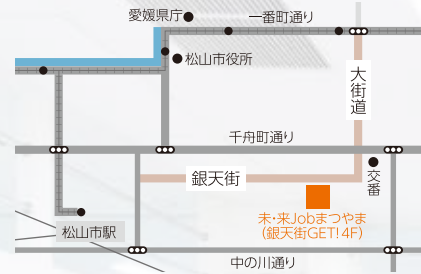 愛媛県庁
一番町通り
松山市役所
大街道
千舟町通り
銀天街
交番
未・来Jobまつやま
(銀天街GET!4F)
松山市駅
中の川通り